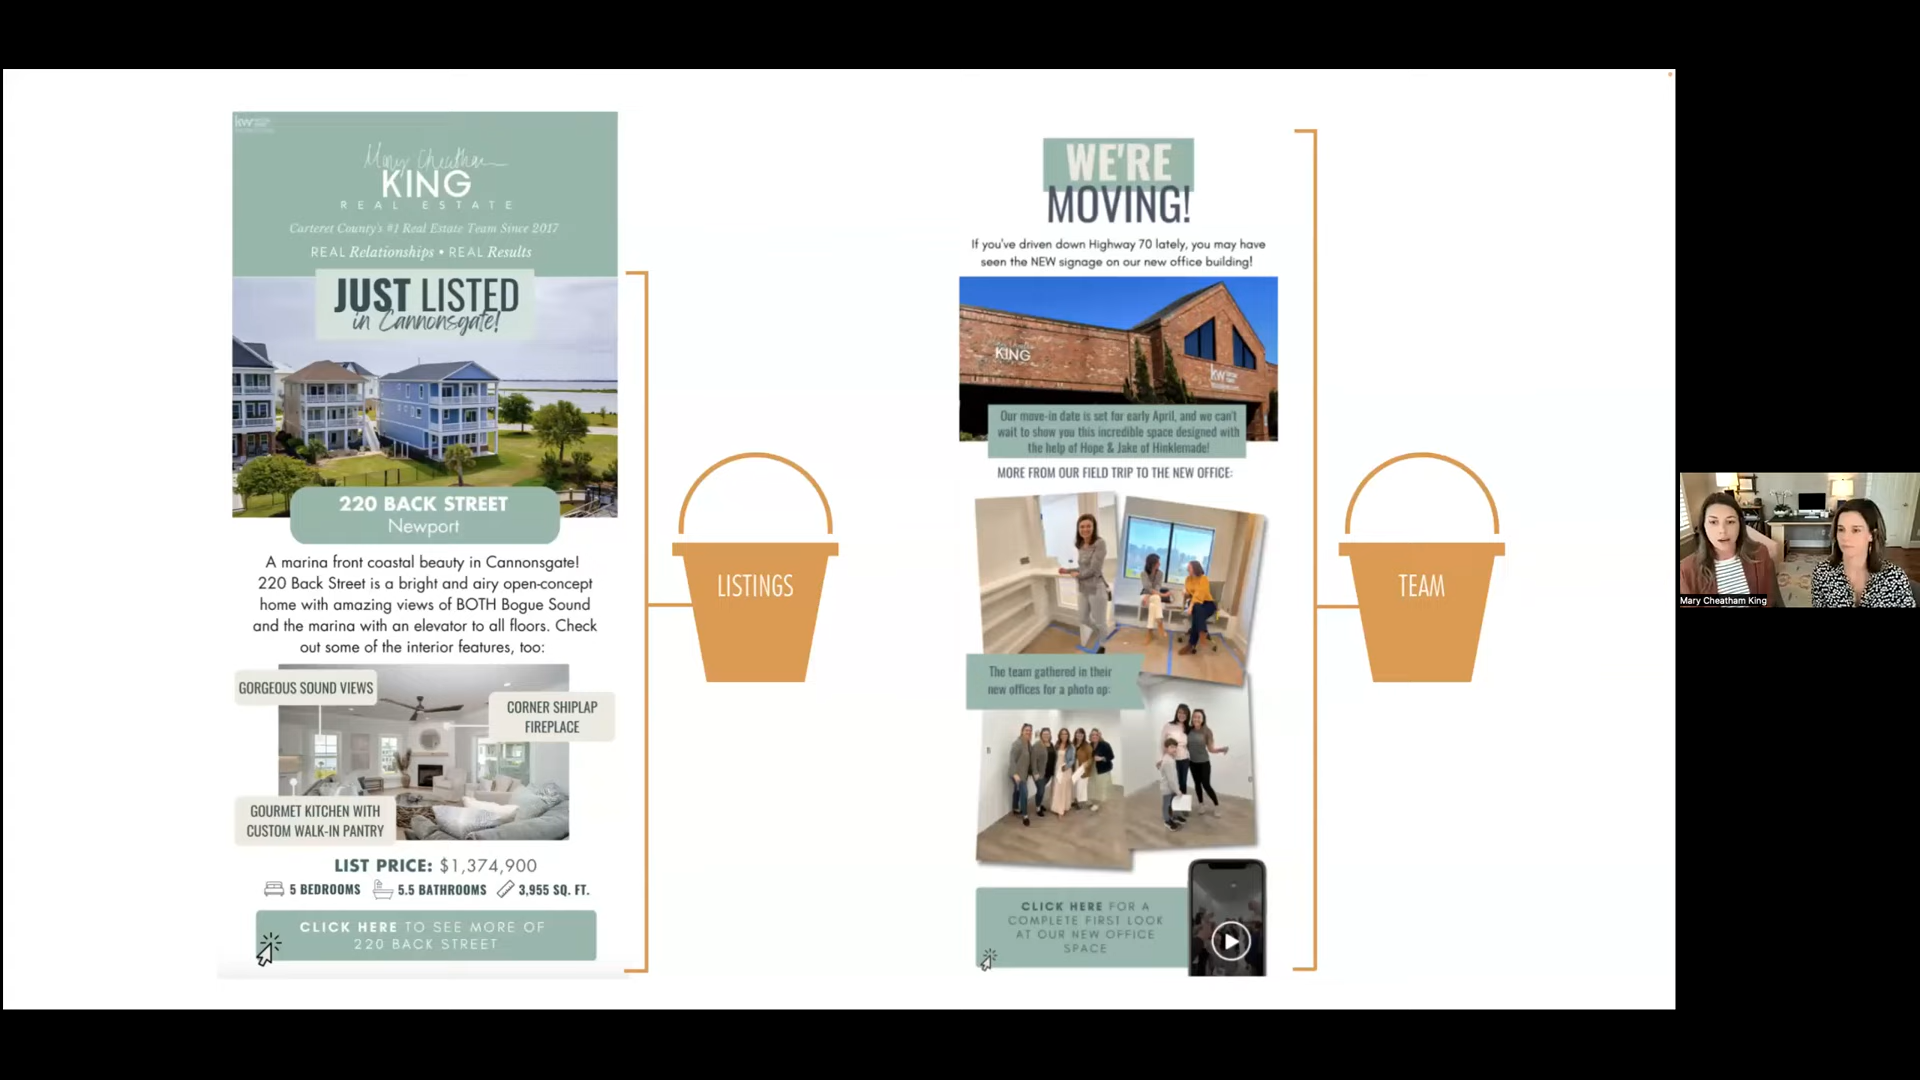 kw
Mary Cheatham
KING
REAL ESTATE
Carteret County's #1 Real Estate Team Since 2017
REAL Relationships • REAL Results
JUST LISTED
in Cannonsgate!
220 BACK STREET
Newport
A marina front coastal beauty in Cannonsgate!
220 Back Street is a bright and airy open-concept
home with amazing views of BOTH Bogue Sound
and the marina with an elevator to all floors. Check
out some of the interior features, too:
GORGEOUS SOUND VIEWS
CORNER SHIPLAP
FIREPLACE
GOURMET KITCHEN WITH
CUSTOM WALK-IN PANTRY
LIST PRICE: $1,374,900
5 BEDROOMS 5.5 BATHROOMS 3,955 SQ. FT.
CLICK HERE TO SEE MORE OF
220 BACK STREET
LISTINGS
WE'RE
MOVING!
If you've driven down Highway 70 lately, you may have
seen the NEW signage on our new office building!
KING
kw
Our move-in date is set for early April, and we can't
wait to show you this incredible space designed with
the help of Hope & Jake of Hinklemade!
MORE FROM OUR FIELD TRIP TO THE NEW OFFICE:
The team gathered in their
new offices for a photo op:
CLICK HERE FOR A
COMPLETE FIRST LOOK
AT OUR NEW OFFICE
SPACE
TEAM
Mary Cheatham King